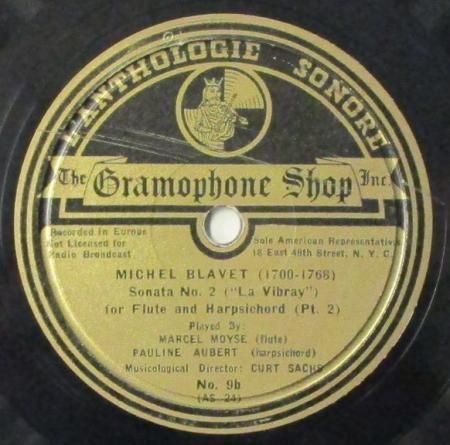 L'ANTHOLOGIE SONORE
The Gramophone Shop Inc.
Recorded In Europe
Not Licensed for
Radio Broadcast
Sole American Representative
18 East 48th Street, N. Y. C.
MICHEL BLAVET (1700-1768)
Sonata No. 2 ("La Vibray")
for Flute and Harpsichord (Pt. 2)
Played By:
MARCEL MOYSE (flute)
PAULINE AUBERT (harpsichord)
Musicological Director: CURT SACHS
No. 9b
(AS 24)